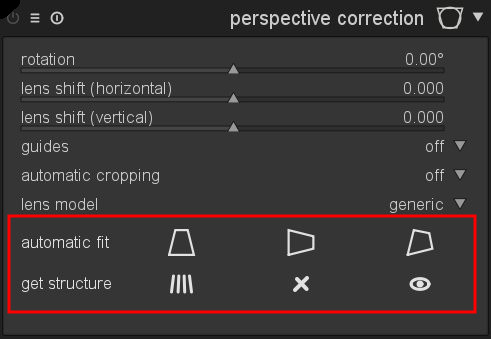 perspective correction
rotation 0.00°
lens shift (horizontal) 0.000
lens shift (vertical) 0.000
guides off
automatic cropping off
lens model generic
automatic fit
get structure